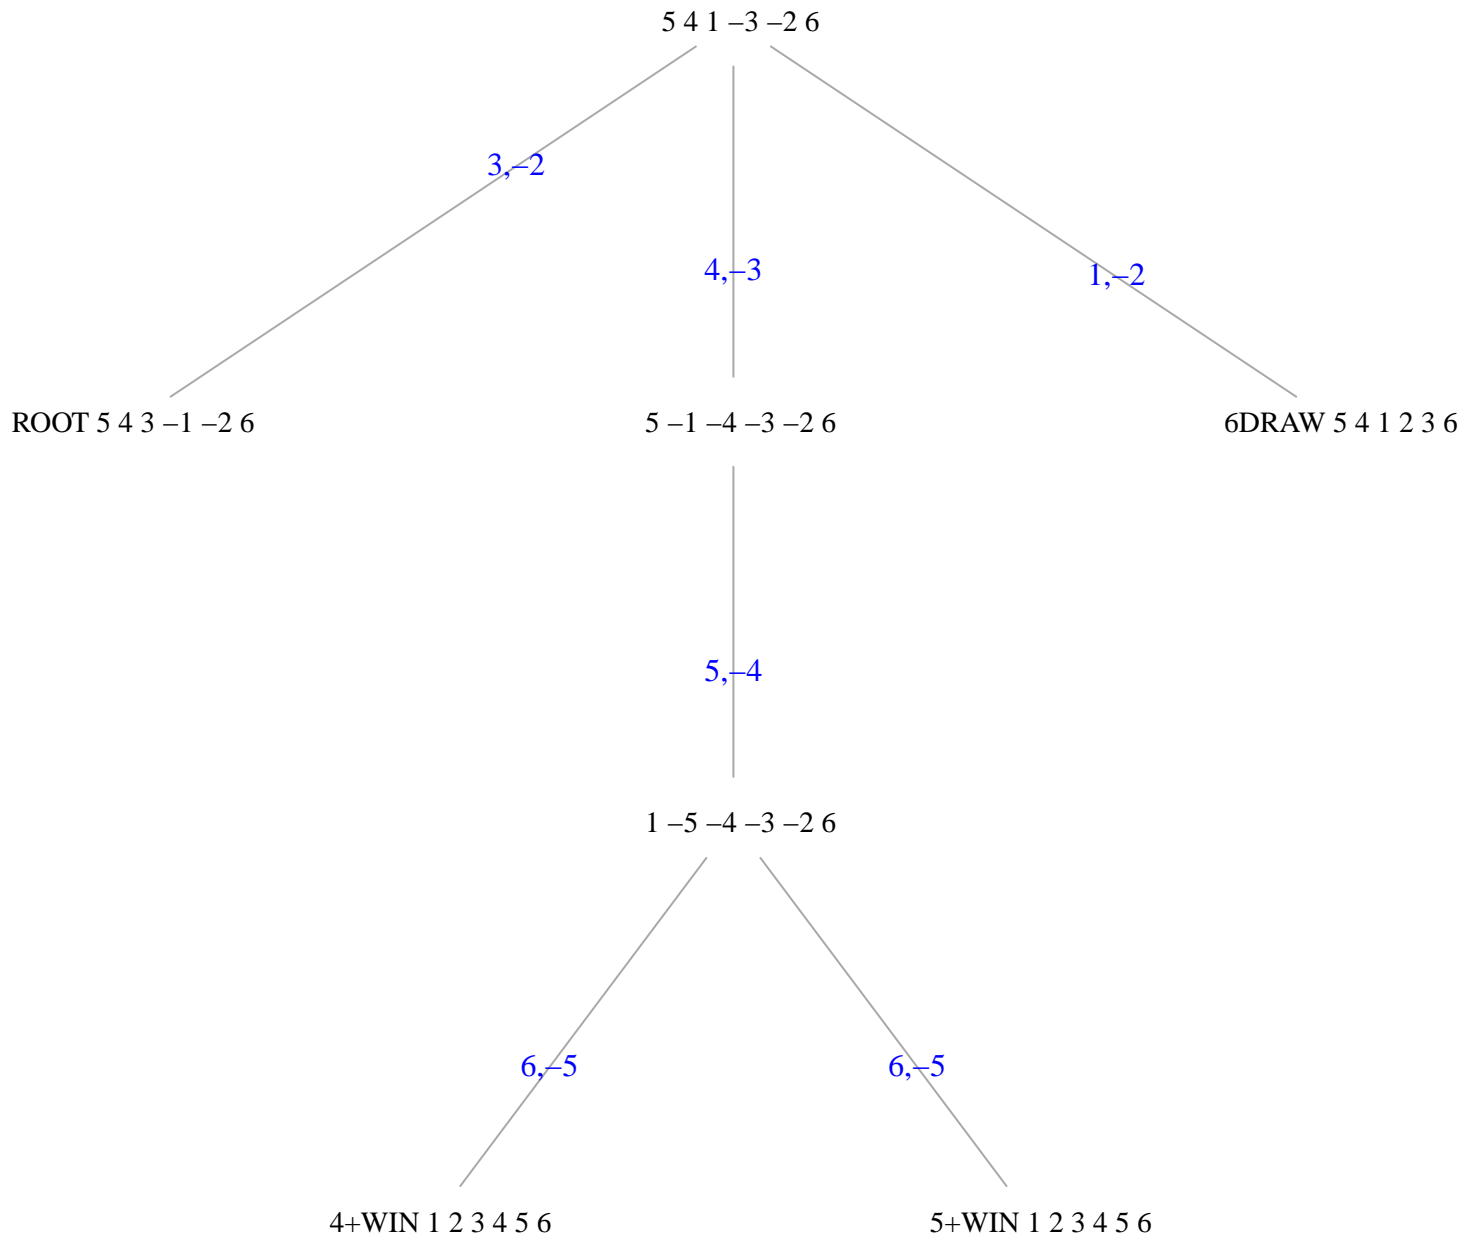 5 4 1 –3 –2 6
3,–2
4,–3
1,–2
ROOT 5 4 3 –1 –2 6
5 –1 –4 –3 –2 6
6DRAW 5 4 1 2 3 6
5,–4
1 –5 –4 –3 –2 6
6,–5
6,–5
4+WIN 1 2 3 4 5 6
5+WIN 1 2 3 4 5 6